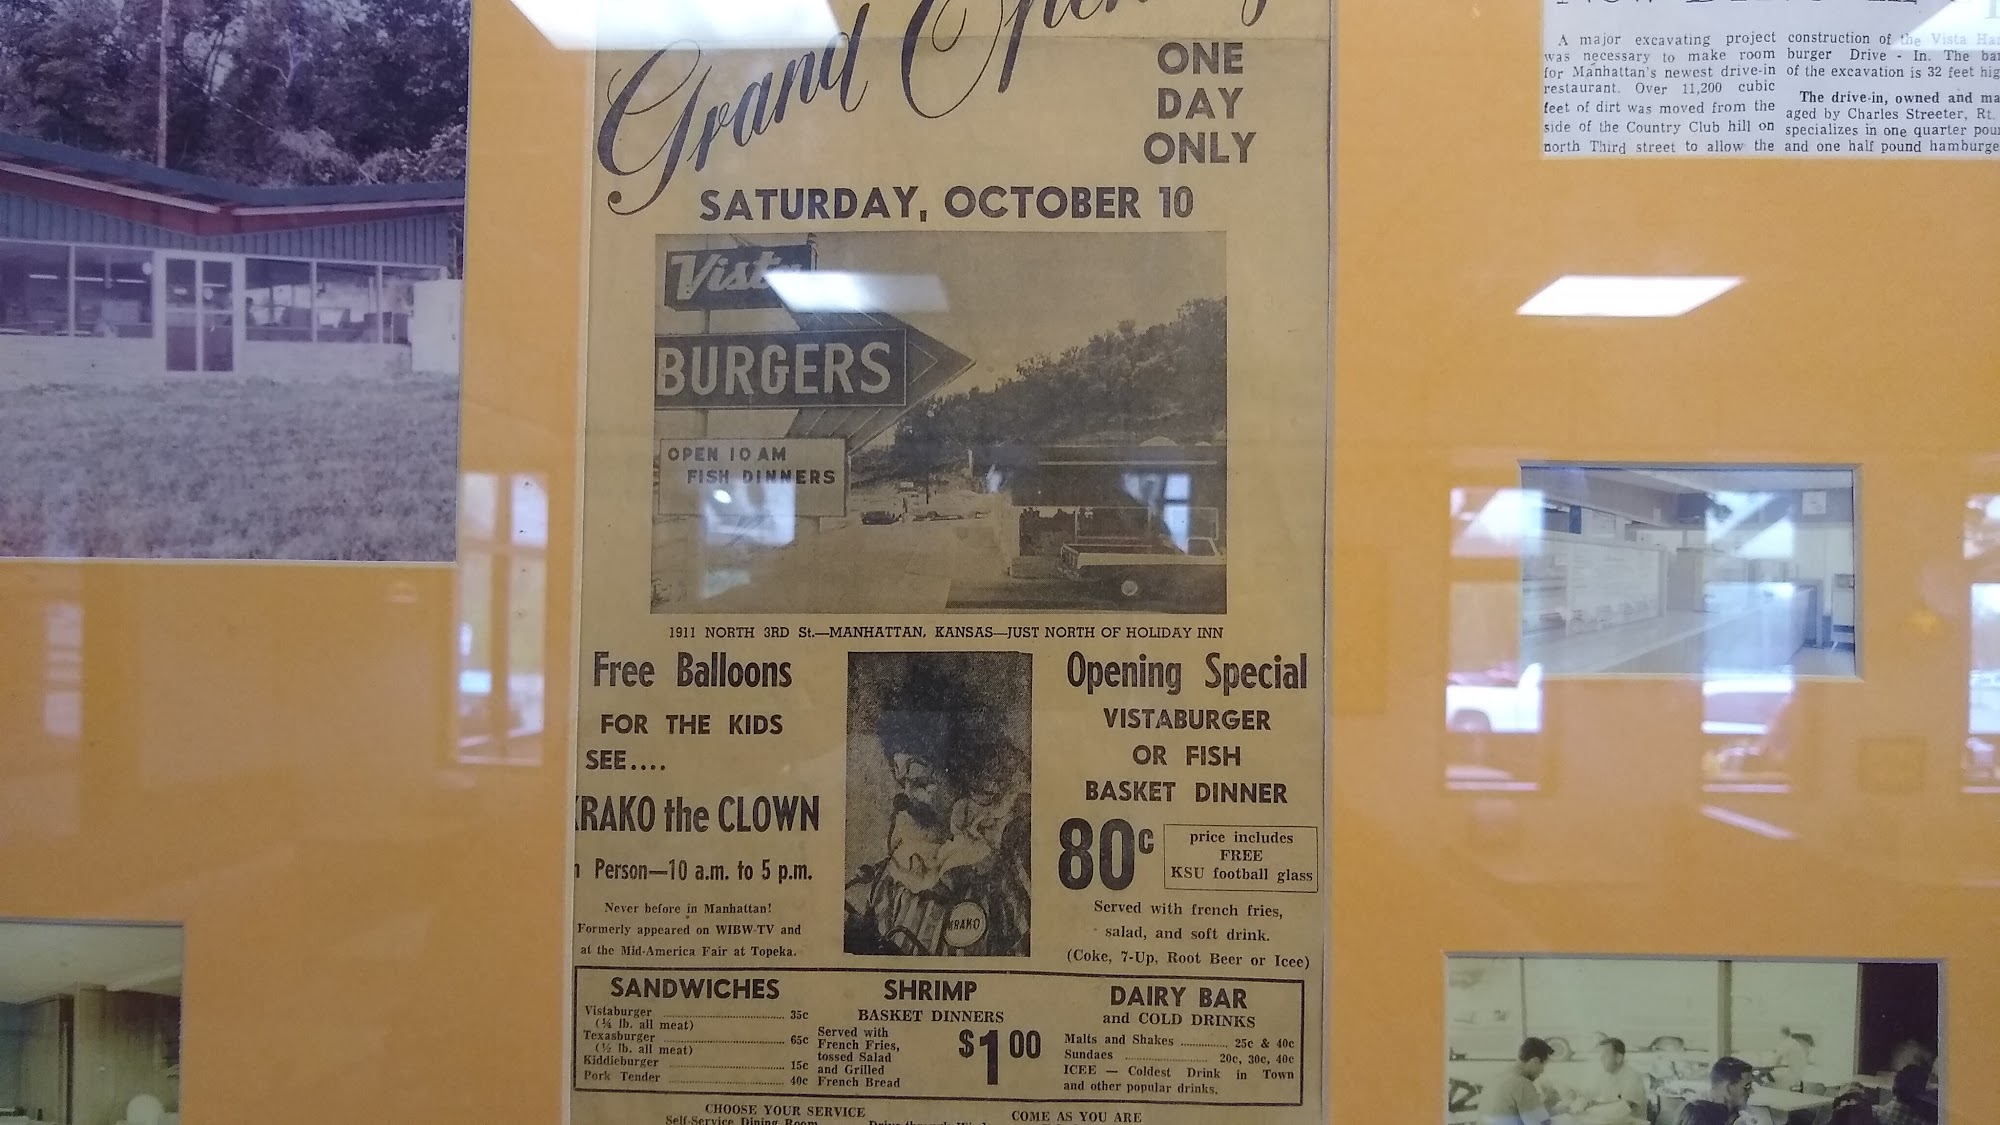 Grand Opening
ONE
DAY
ONLY
SATURDAY, OCTOBER 10
Vista
BURGERS
OPEN 10 AM
FISH DINNERS
1911 NORTH 3RD St.—MANHATTAN, KANSAS—JUST NORTH OF HOLIDAY INN
Free Balloons
FOR THE KIDS
SEE....
KRAKO the CLOWN
Person—10 a.m. to 5 p.m.
Never before in Manhattan!
Formerly appeared on WIBW-TV and
at the Mid-America Fair at Topeka.
KRAKO
Opening Special
VISTABURGER
OR FISH
BASKET DINNER
80c
price includes
FREE
KSU football glass
Served with french fries,
salad, and soft drink.
(Coke, 7-Up, Root Beer or Icee)
SANDWICHES
Vistaburger ........ 35c
(¼ lb. all meat)
Texasburger ........ 65c
(½ lb. all meat)
Kiddieburger ........ 15c
Pork Tender ........ 40c
SHRIMP
BASKET DINNERS
Served with
French Fries,
tossed Salad
and Grilled
French Bread
$1.00
DAIRY BAR
and COLD DRINKS
Malts and Shakes ........ 25c & 40c
Sundaes ........ 20c, 30c, 40c
ICEE — Coldest Drink in Town
and other popular drinks.
CHOOSE YOUR SERVICE
Self-Service Dining Room
COME AS YOU ARE
A major excavating project
was necessary to make room
for Manhattan's newest drive-in
restaurant. Over 11,200 cubic
feet of dirt was moved from the
side of the Country Club hill on
north Third street to allow the
construction of the Vista Ha
burger Drive - In. The
of the excavation is 32 feet
The drive-in, owned and
aged by Charles Streeter, Rt.
specializes in one quarter
and one half pound